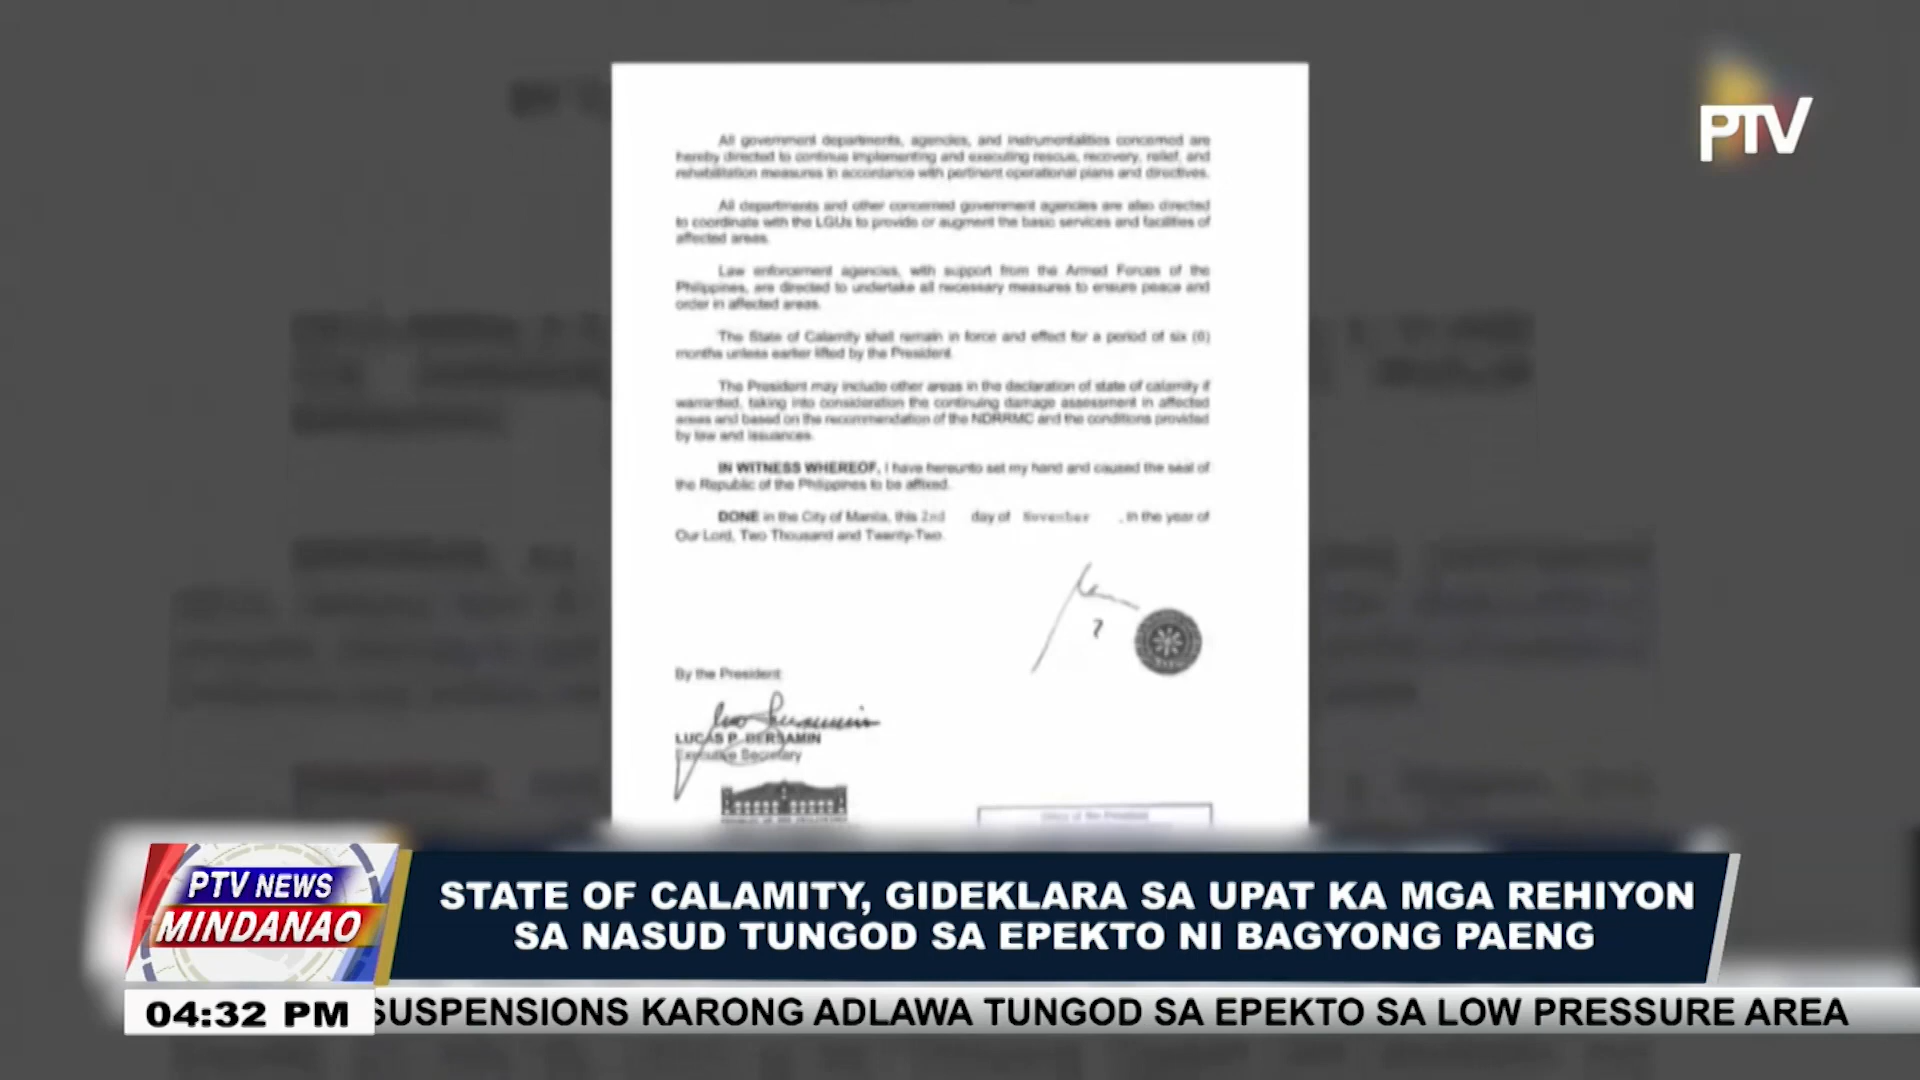 PTV
All government departments, agencies, and instrumentalities concerned are
hereby directed to continue implementing and executing rescue, recovery, relief, and
rehabilitation measures in accordance with pertinent operational plans and directives.
All departments and other concerned government agencies are also directed
to coordinate with the LGUs to provide or augment the basic services and facilities of
affected areas.
Law enforcement agencies, with support from the Armed Forces of the
Philippines, are directed to undertake all necessary measures to ensure peace and
order in affected areas.
The State of Calamity shall remain in force and effect for a period of six (6)
months unless earlier lifted by the President.
The President may include other areas in the declaration of state of calamity if
warranted, taking into consideration the continuing damage assessment in affected
areas and based on the recommendation of the NDRRMC and the conditions provided
by law and issuances.
IN WITNESS WHEREOF, I have hereunto set my hand and caused the seal of
the Republic of the Philippines to be affixed.
DONE in the City of Manila, this 2nd day of November , in the year of
Our Lord, Two Thousand and Twenty-Two.
By the President:
LUCAS P. BERSAMIN
Executive Secretary
Office of the President
PTV NEWS
MINDANAO
STATE OF CALAMITY, GIDEKLARA SA UPAT KA MGA REHIYON
SA NASUD TUNGOD SA EPEKTO NI BAGYONG PAENG
04:32 PM
SUSPENSIONS KARONG ADLAWA TUNGOD SA EPEKTO SA LOW PRESSURE AREA